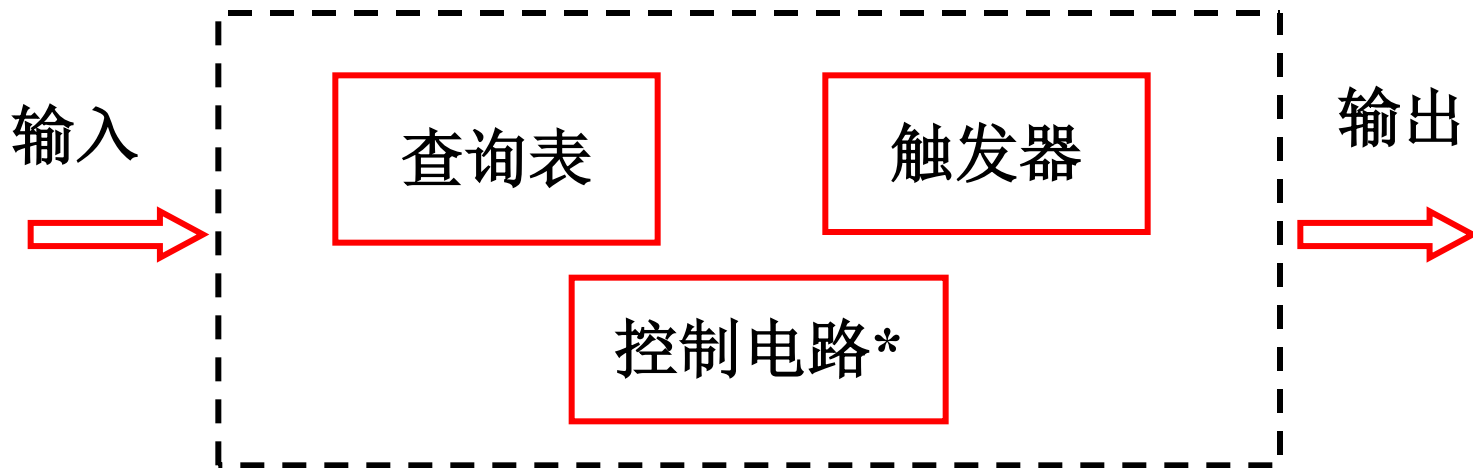 输入
查询表
触发器
输出
控制电路*